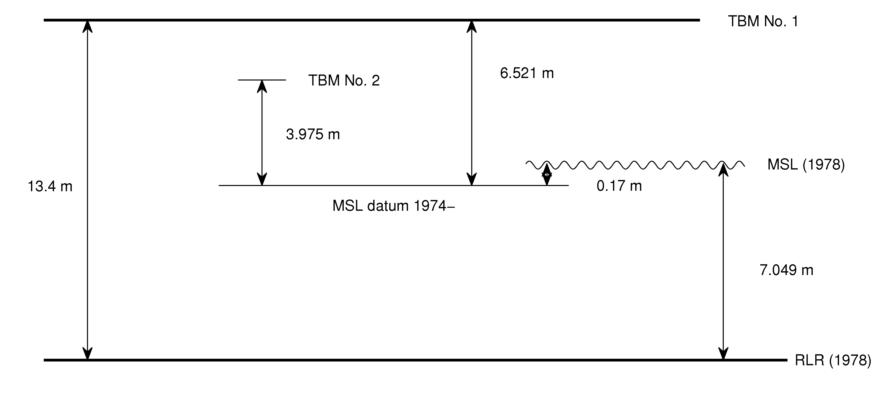 TBM No. 1
6.521 m
TBM No. 2
3.975 m
MSL (1978)
13.4 m
0.17 m
MSL datum 1974–
7.049 m
RLR (1978)